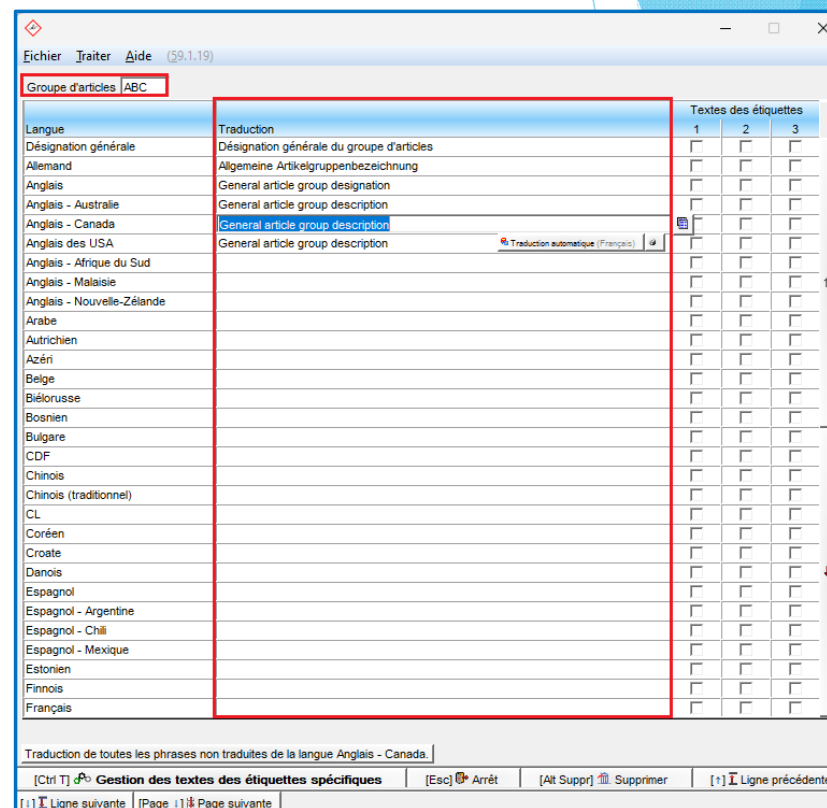 Fichier Traiter Aide (59.1.19)
Groupe d'articles ABC
Textes des étiquettes
Langue Traduction 1 2 3
Désignation générale Désignation générale du groupe d'articles
Allemand Allgemeine Artikelgruppenbezeichnung
Anglais General article group designation
Anglais - Australie General article group description
Anglais - Canada General article group description
Anglais des USA General article group description Traduction automatique (Français)
Anglais - Afrique du Sud
Anglais - Malaisie
Anglais - Nouvelle-Zélande
Arabe
Autrichien
Azéri
Belge
Biélorusse
Bosnien
Bulgare
CDF
Chinois
Chinois (traditionnel)
CL
Coréen
Croate
Danois
Espagnol
Espagnol - Argentine
Espagnol - Chili
Espagnol - Mexique
Estonien
Finnois
Français
Traduction de toutes les phrases non traduites de la langue Anglais - Canada.
[Ctrl T] Gestion des textes des étiquettes spécifiques [Esc] Arrêt [Alt Suppr] Supprimer [↑] Ligne précédente
[↓] Ligne suivante [Page ↓] Page suivante